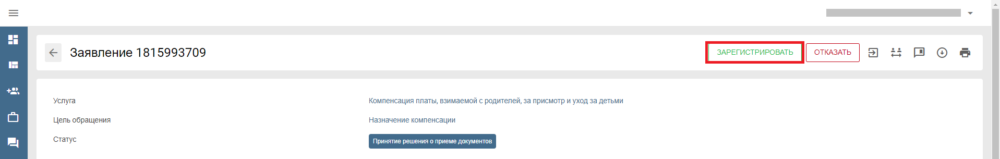 Заявление 1815993709
ЗАРЕГИСТРИРОВАТЬ
ОТКАЗАТЬ
Услуга
Компенсация платы, взимаемой с родителей, за присмотр и уход за детьми
Цель обращения
Назначение компенсации
Статус
Принятие решения о приеме документов